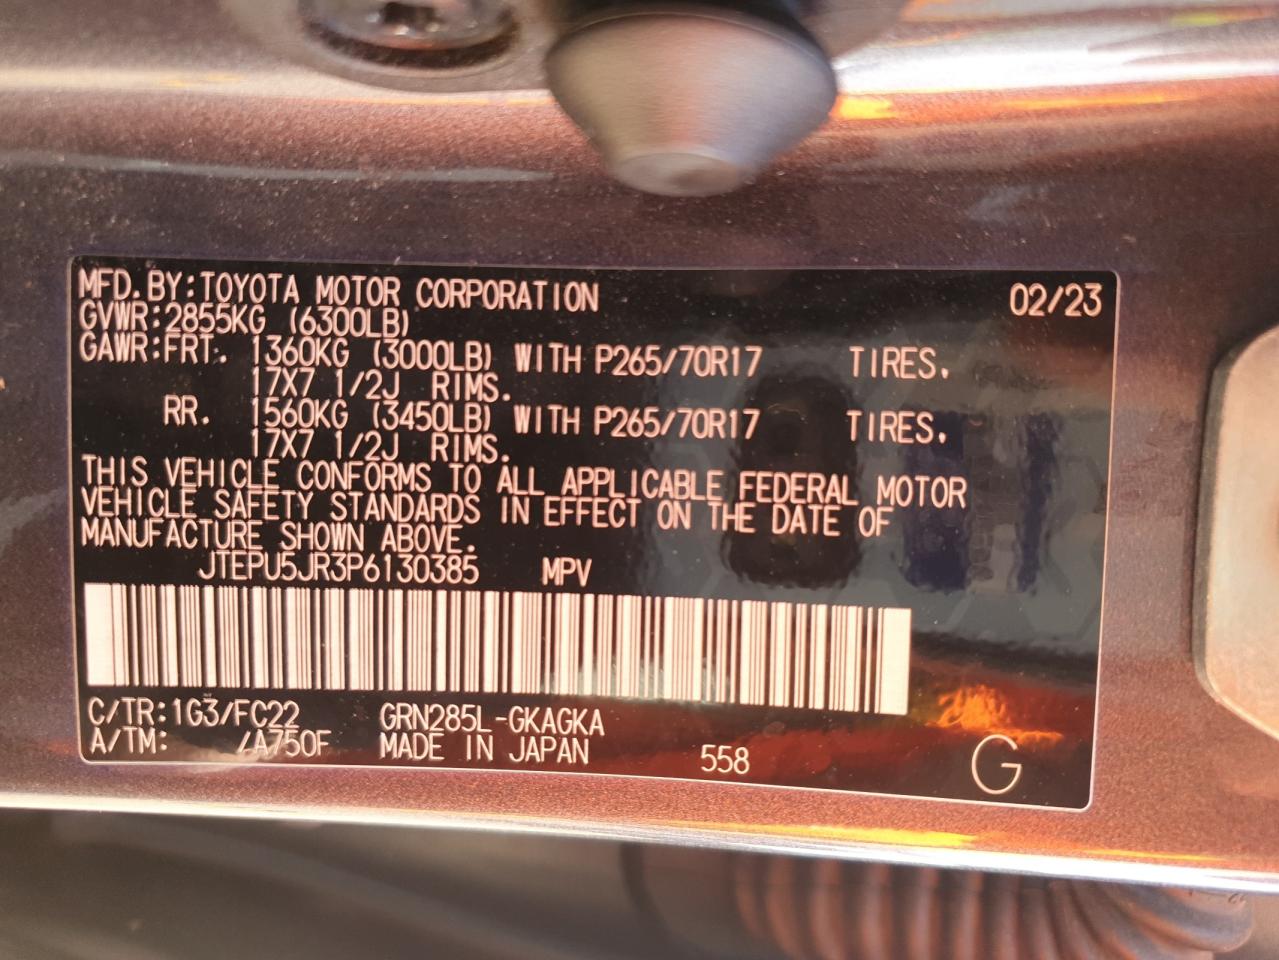 MFD. BY: TOYOTA MOTOR CORPORATION 02/23
GVWR: 2855KG (6300LB)
GAWR: FRT. 1360KG (3000LB) WITH P265/70R17 TIRES.
17X7 1/2J RIMS.
RR. 1560KG (3450LB) WITH P265/70R17 TIRES.
17X7 1/2J RIMS.
THIS VEHICLE CONFORMS TO ALL APPLICABLE FEDERAL MOTOR
VEHICLE SAFETY STANDARDS IN EFFECT ON THE DATE OF
MANUFACTURE SHOWN ABOVE.
JTEPU5JR3P6130385 MPV
C/TR: 1G3/FC22 GRN285L-GKAGKA
A/TM: /A750F MADE IN JAPAN 558 G